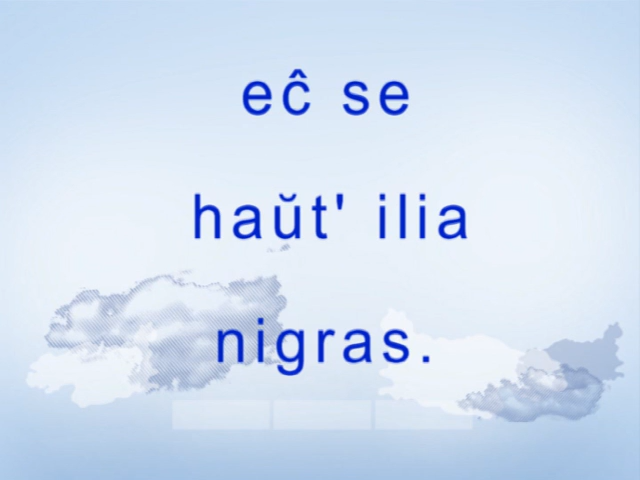 eĉ se
haŭt' ilia
nigras.